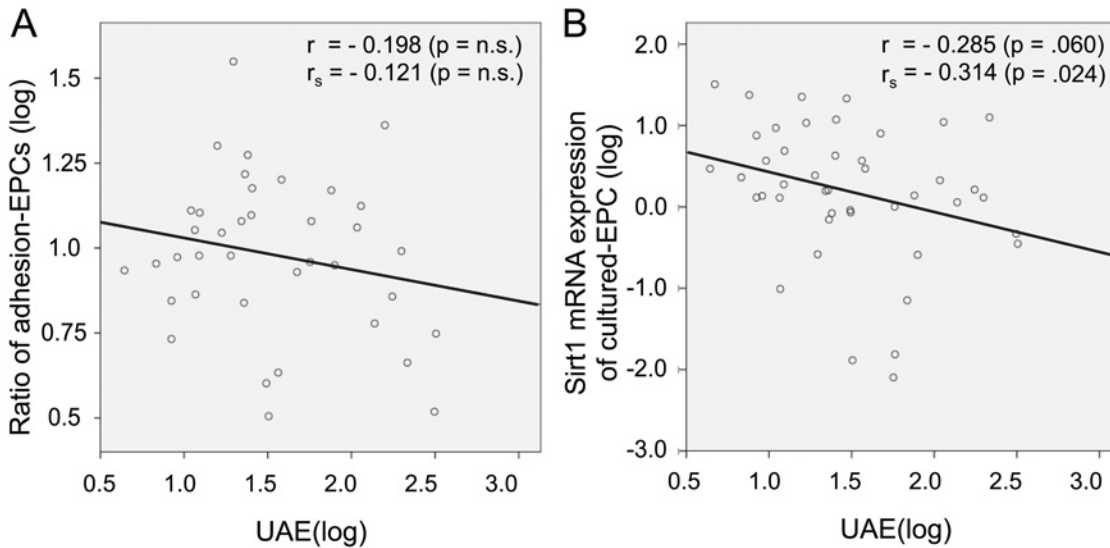 A
r = - 0.198 (p = n.s.)
rs = - 0.121 (p = n.s.)
Ratio of adhesion-EPCs (log)
1.5
1.25
1.0
0.75
0.5
0.5 1.0 1.5 2.0 2.5 3.0
UAE(log)
B
r = - 0.285 (p = .060)
rs = - 0.314 (p = .024)
Sirt1 mRNA expression
of cultured-EPC (log)
2.0
1.0
0.0
-1.0
-2.0
-3.0
0.5 1.0 1.5 2.0 2.5 3.0
UAE(log)